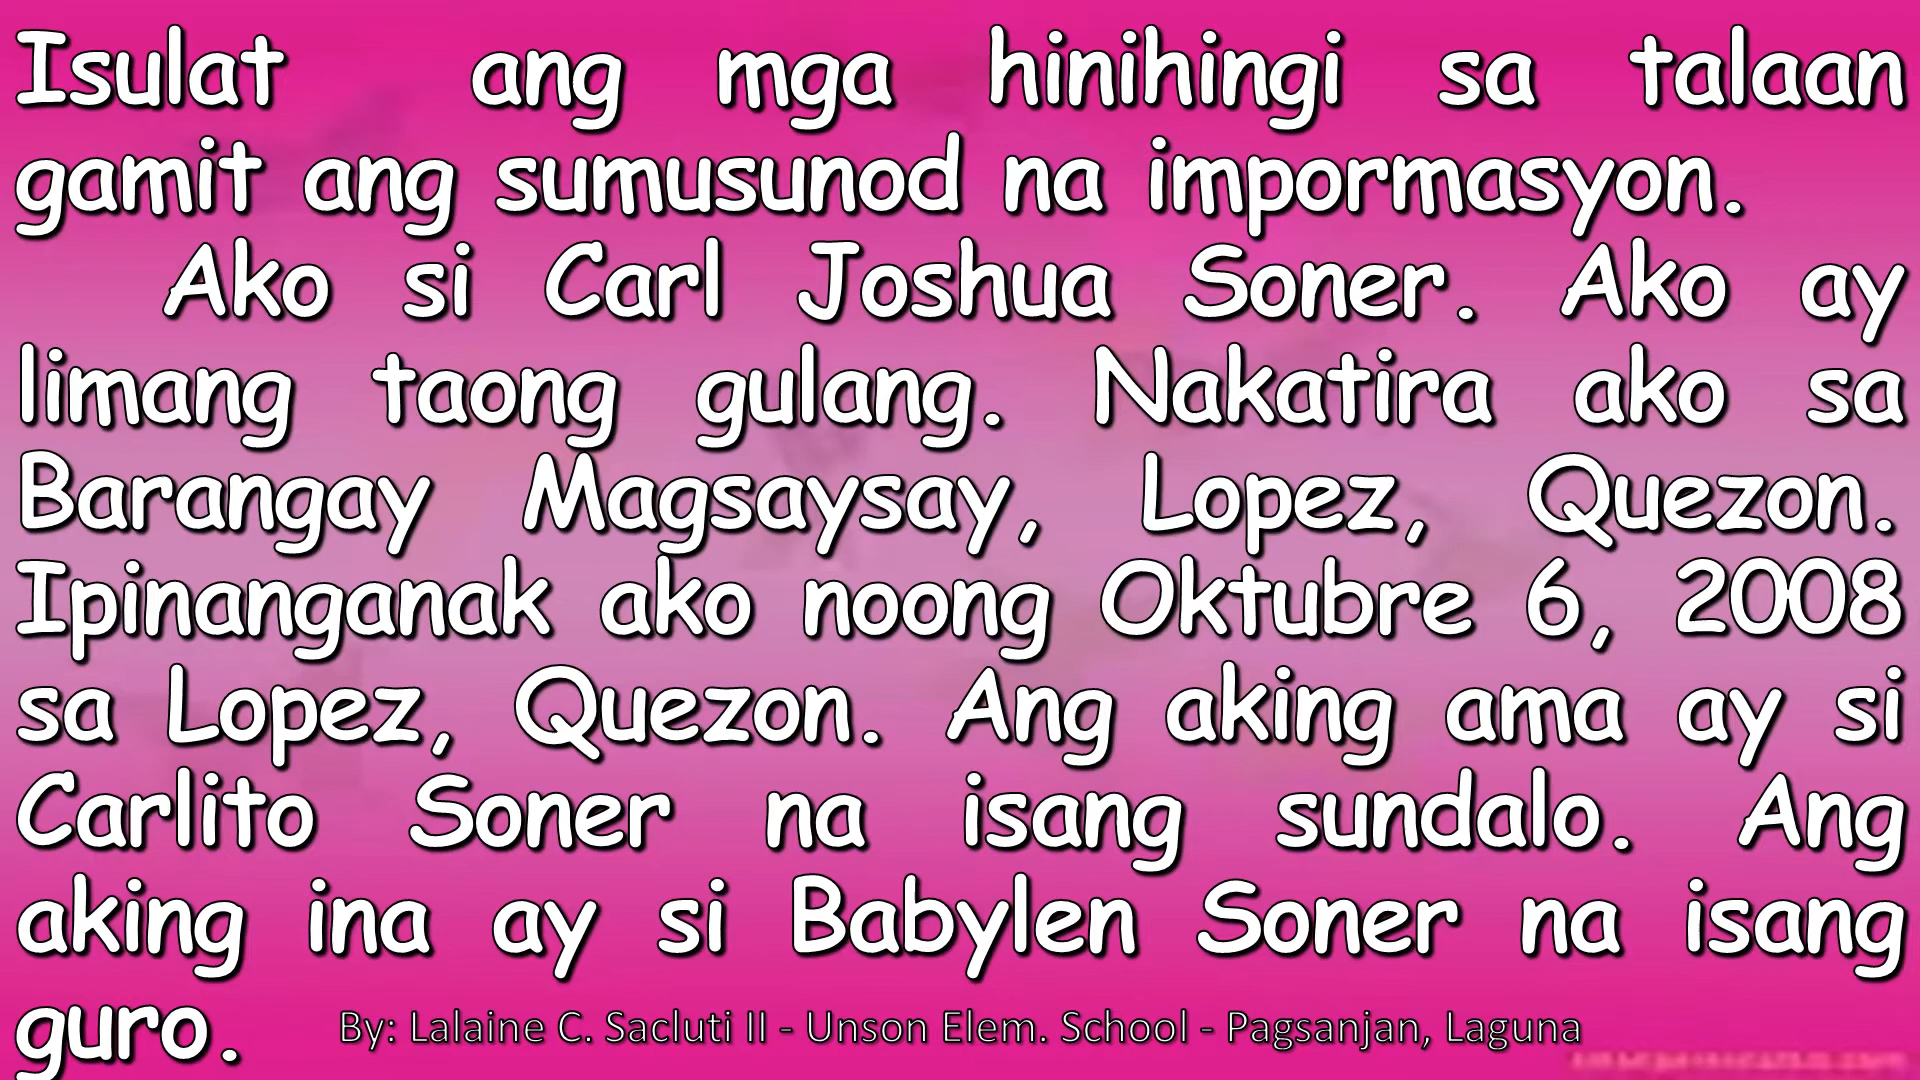 Isulat ang mga hinihingi sa talaan
gamit ang sumusunod na impormasyon.
Ako si Carl Joshua Soner. Ako ay
limang taong gulang. Nakatira ako sa
Barangay Magsaysay, Lopez, Quezon.
Ipinanganak ako noong Oktubre 6, 2008
sa Lopez, Quezon. Ang aking ama ay si
Carlito Soner na isang sundalo. Ang
aking ina ay si Babylen Soner na isang
guro.
By: Lalaine C. Sacluti II - Unson Elem. School - Pagsanjan, Laguna